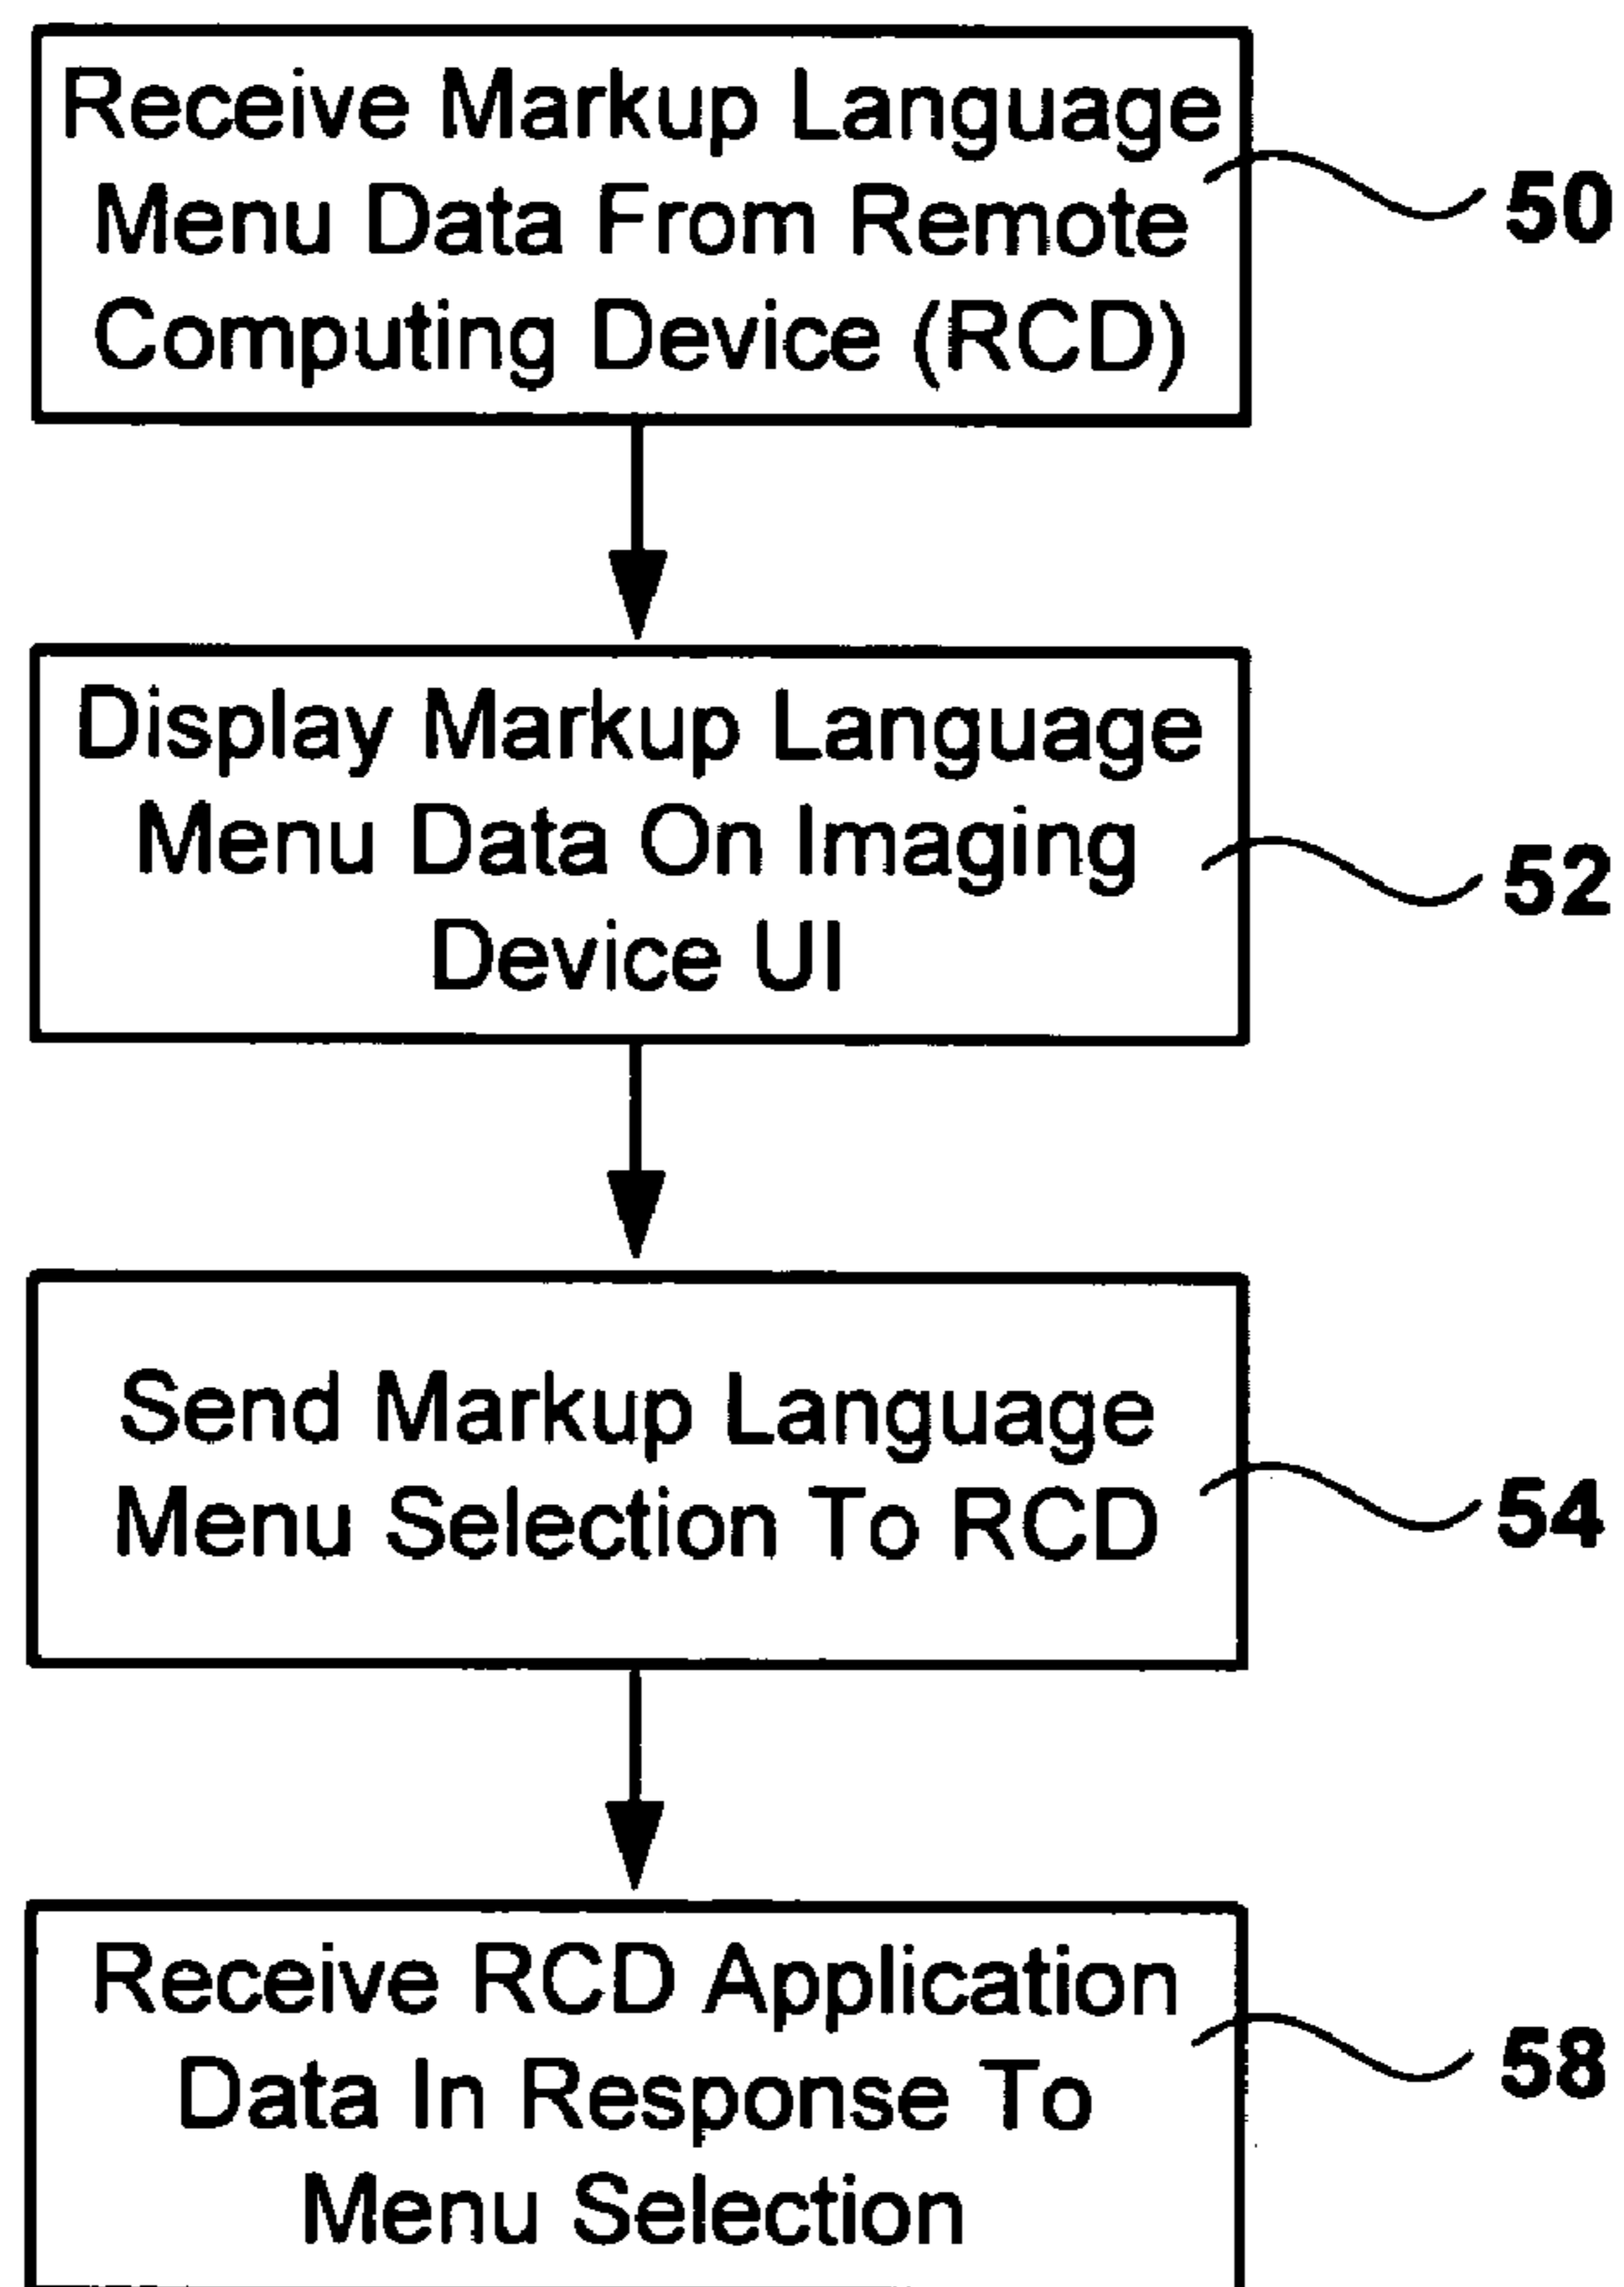 Receive Markup Language
Menu Data From Remote
Computing Device (RCD)
50
Display Markup Language
Menu Data On Imaging
Device UI
52
Send Markup Language
Menu Selection To RCD
54
Receive RCD Application
Data In Response To
Menu Selection
58